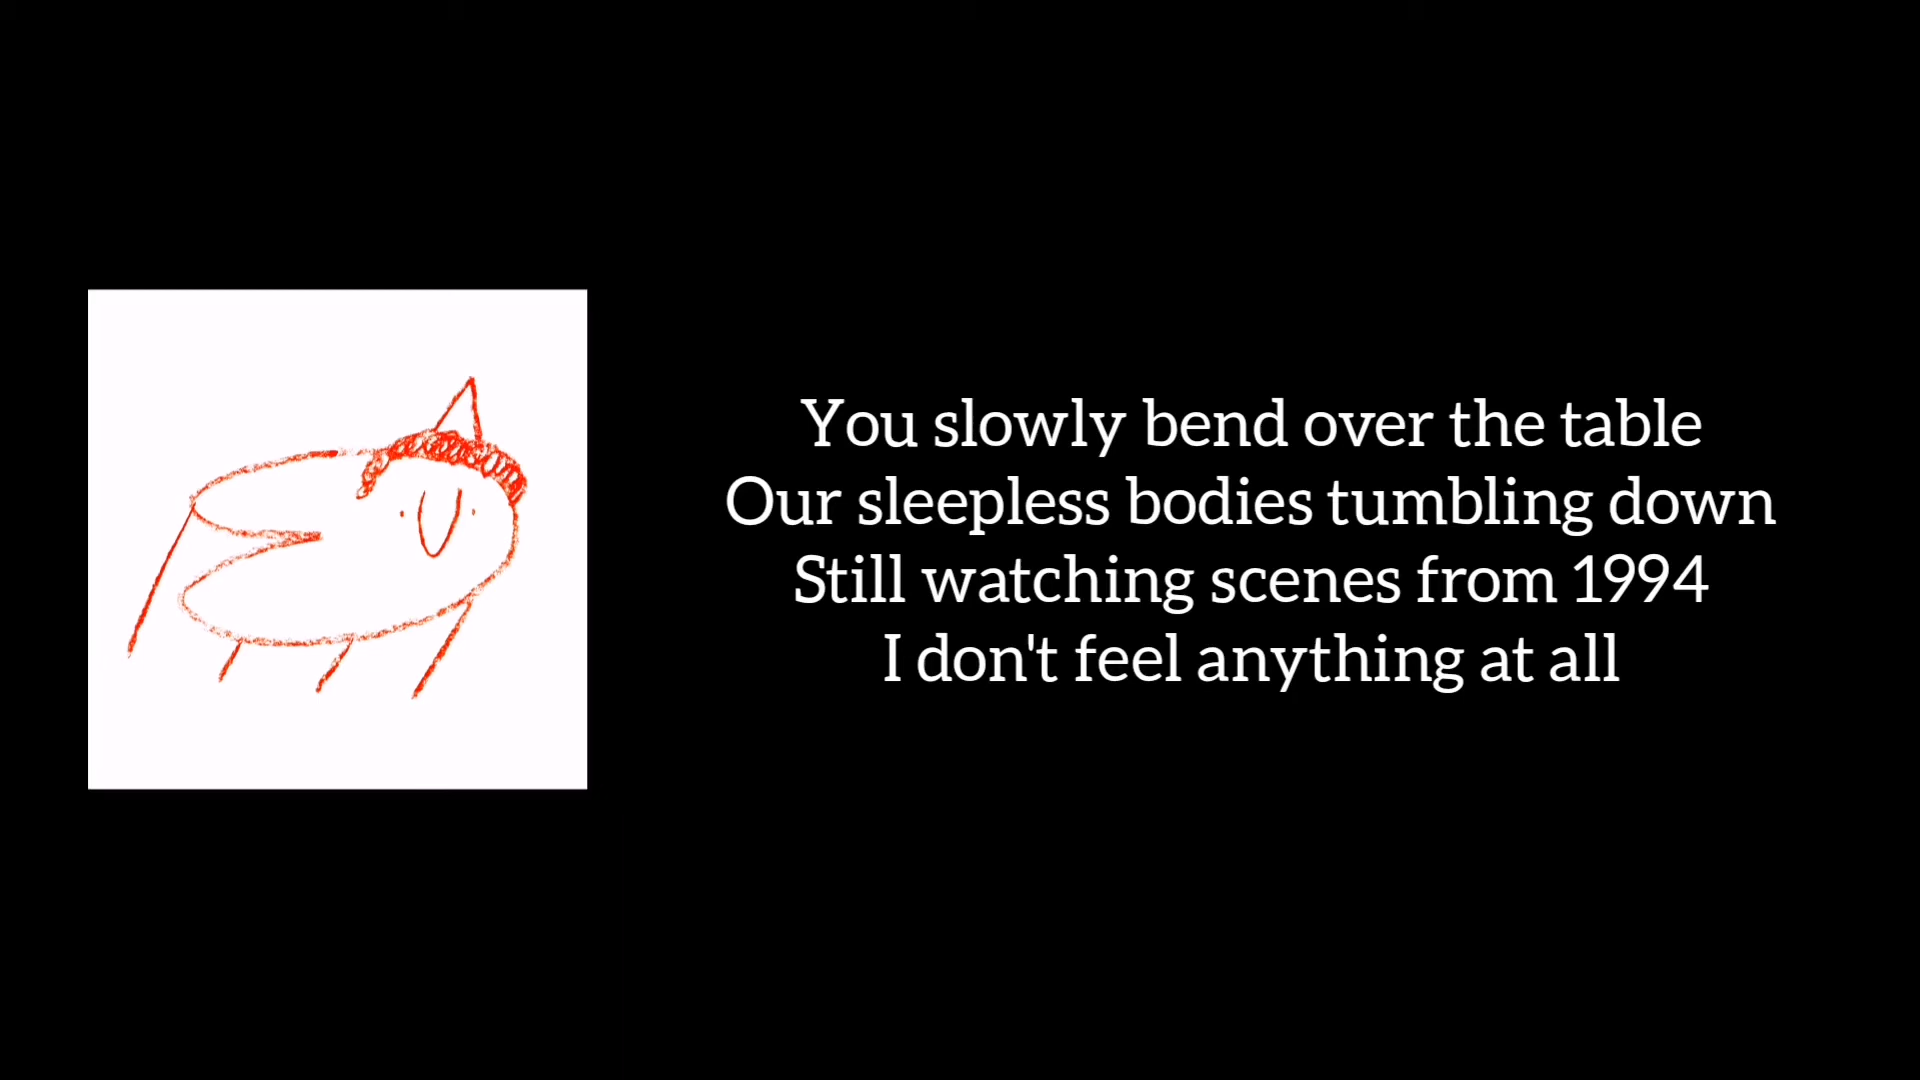 You slowly bend over the table
Our sleepless bodies tumbling down
Still watching scenes from 1994
I don't feel anything at all